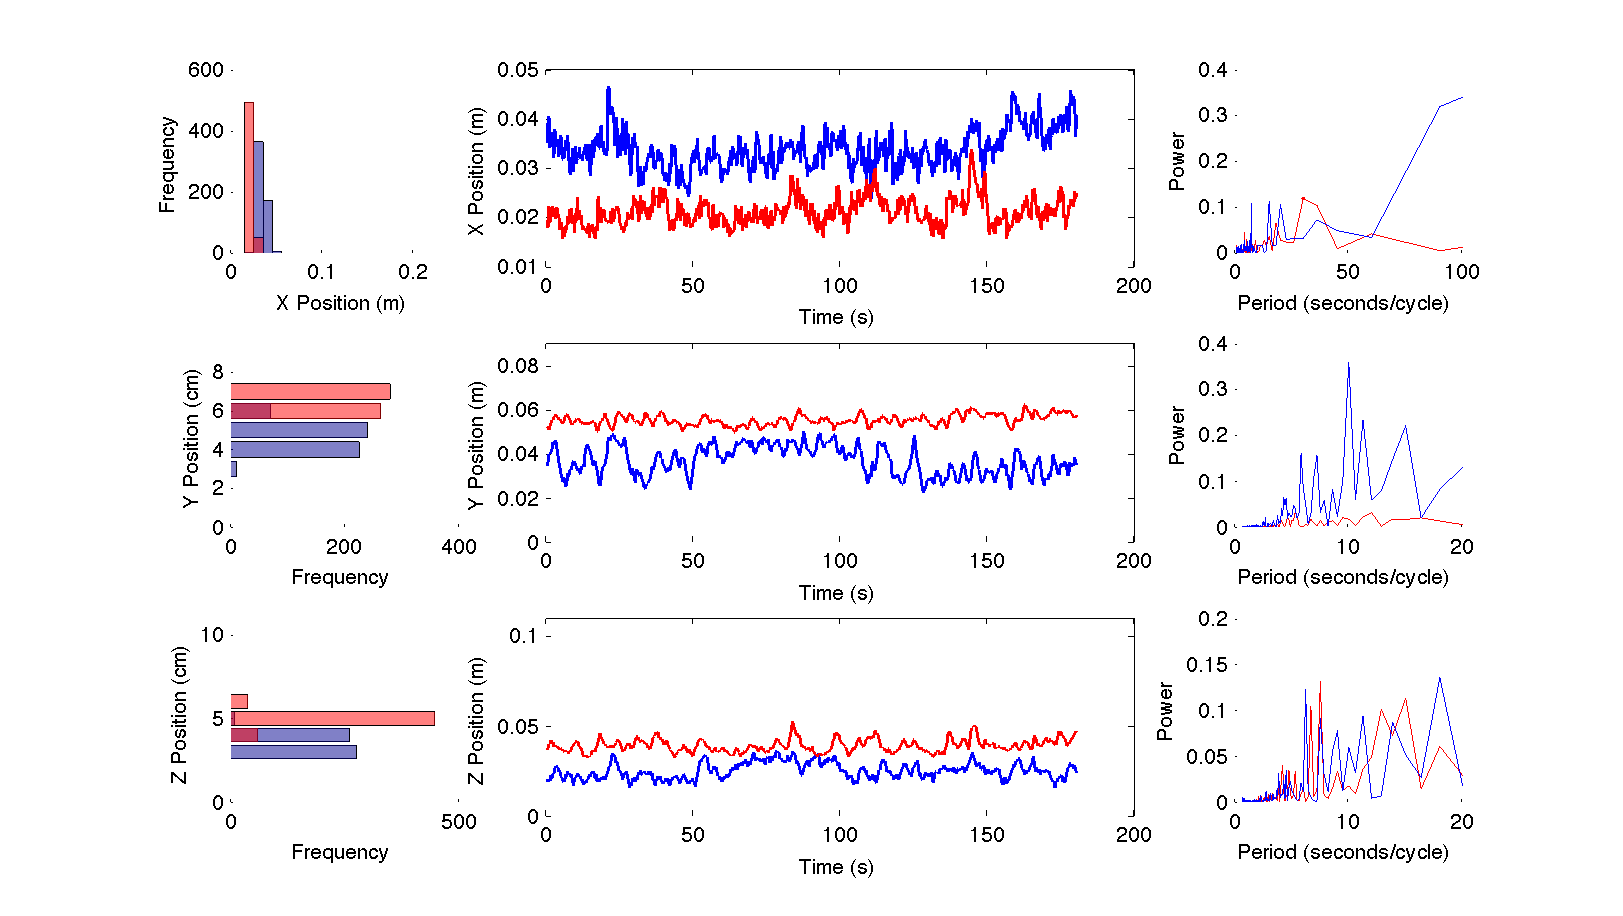 600
400
200
0
Frequency
0 0.1 0.2
X Position (m)
0.05
0.04
0.03
0.02
0.01
X Position (m)
0 50 100 150 200
Time (s)
0.4
0.3
0.2
0.1
0
Power
0 50 100
Period (seconds/cycle)
8
6
4
2
0
Y Position (cm)
0 200 400
Frequency
0.08
0.06
0.04
0.02
0
Y Position (m)
0 50 100 150 200
Time (s)
0.4
0.3
0.2
0.1
0
Power
0 10 20
Period (seconds/cycle)
10
5
0
Z Position (cm)
0 500
Frequency
0.1
0.05
0
Z Position (m)
0 50 100 150 200
Time (s)
0.2
0.15
0.1
0.05
0
Power
0 10 20
Period (seconds/cycle)